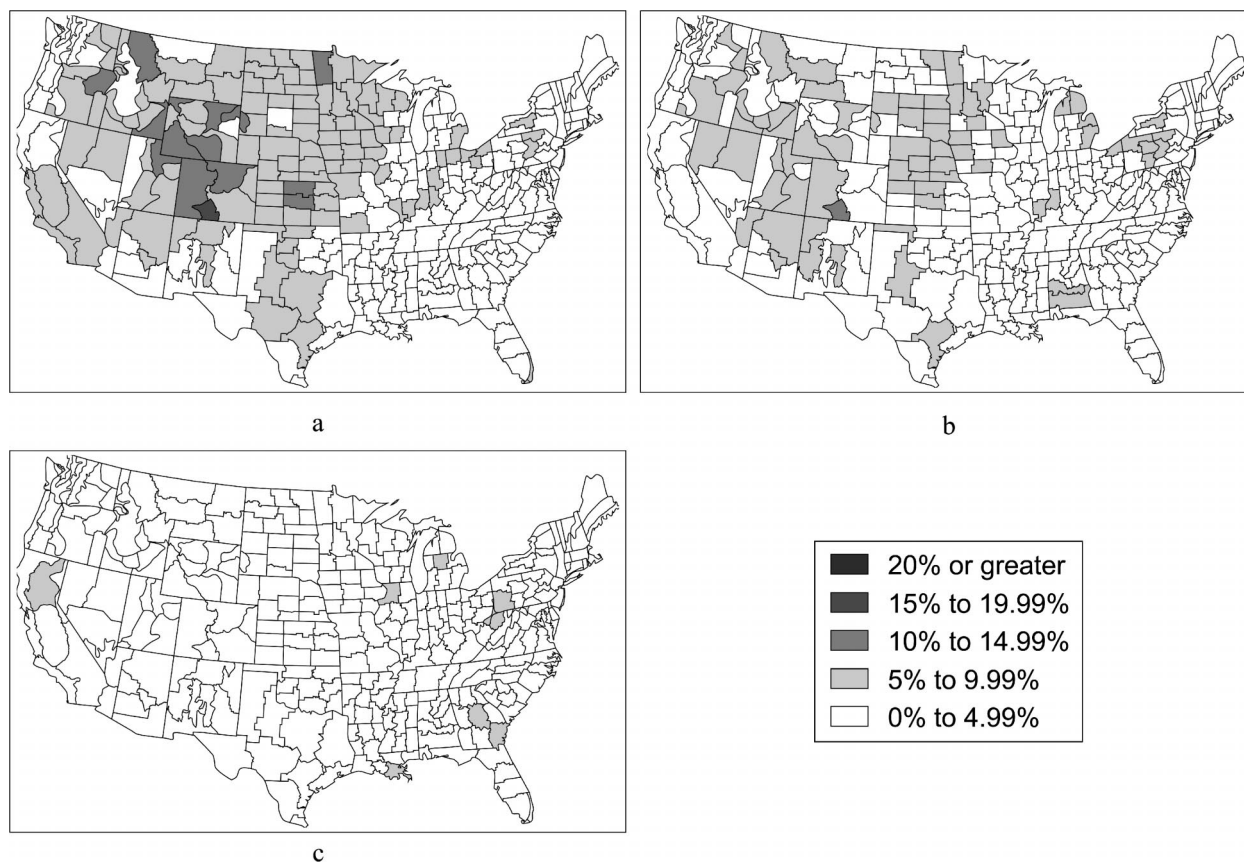 a
b
c
20% or greater
15% to 19.99%
10% to 14.99%
5% to 9.99%
0% to 4.99%